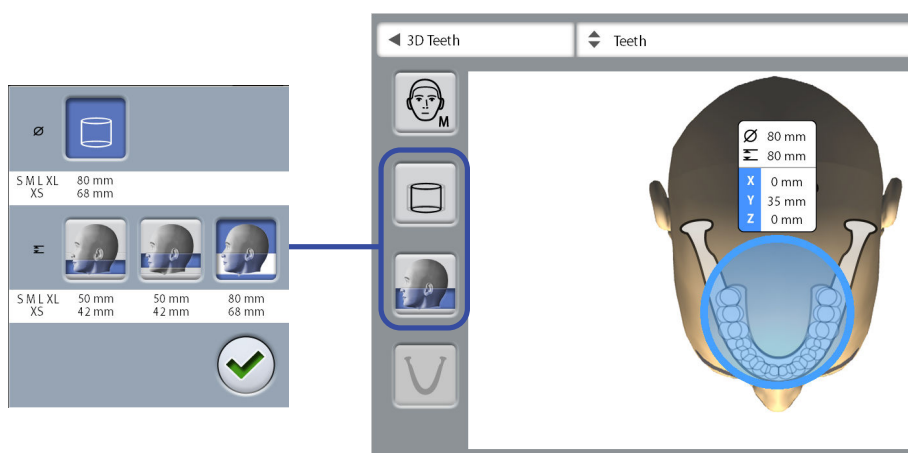 3D Teeth
Teeth
M
Ø 80 mm
80 mm
X 0 mm
Y 35 mm
Z 0 mm
Ø
S M L XL 80 mm
XS 68 mm
S M L XL 50 mm 50 mm 80 mm
XS 42 mm 42 mm 68 mm